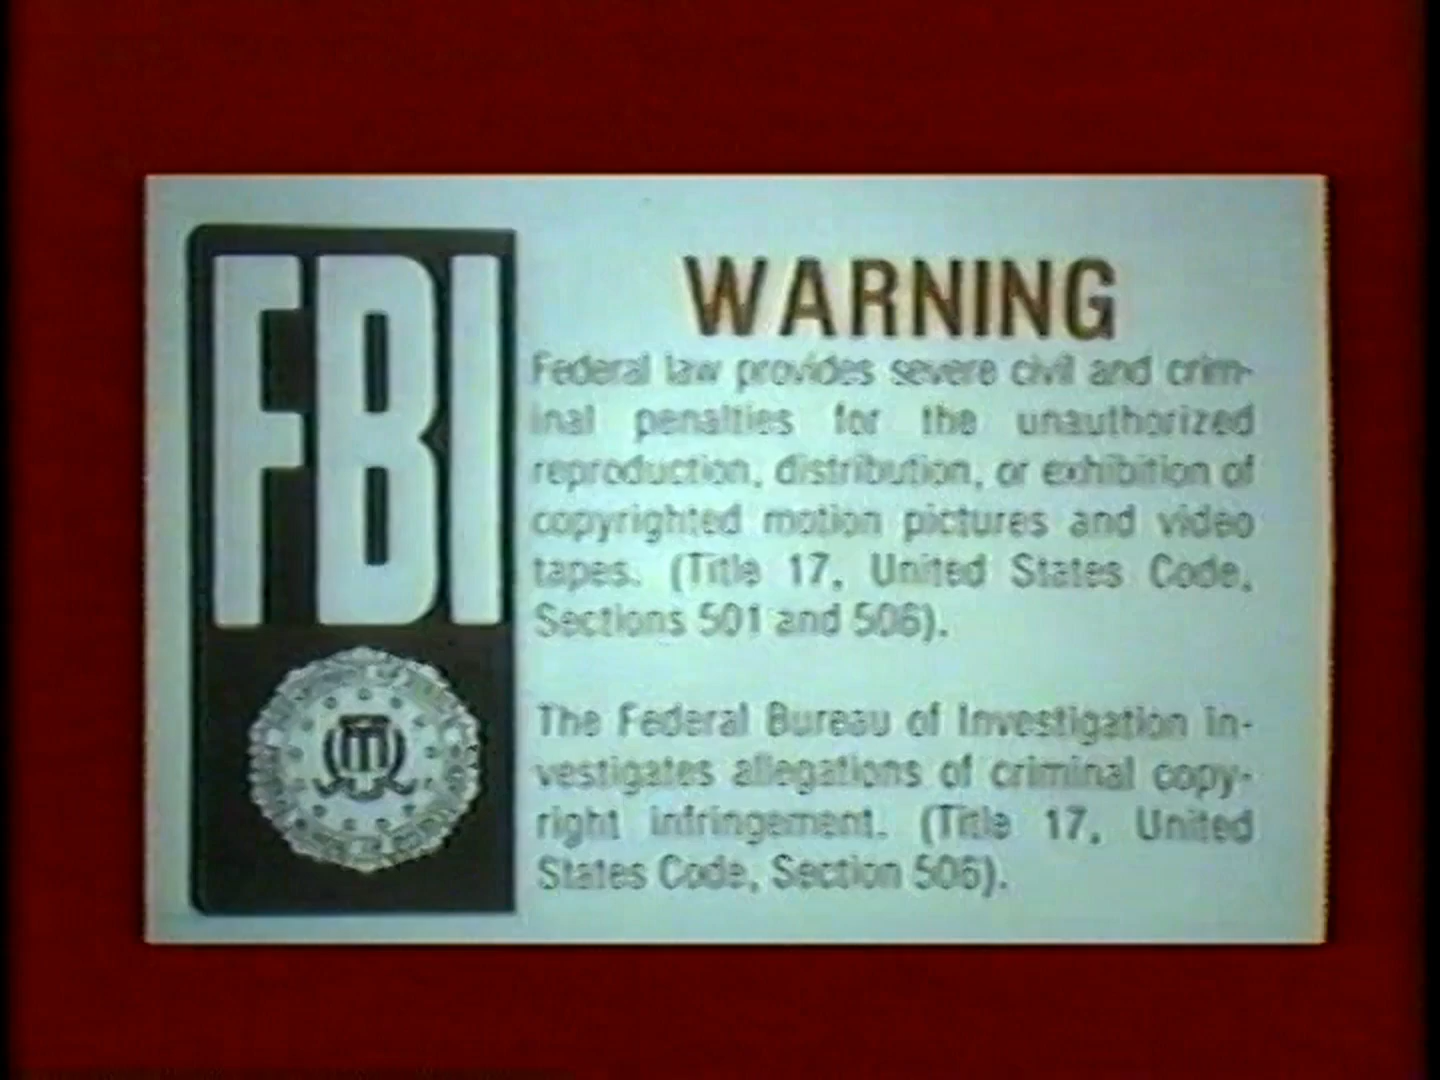 FBI
WARNING
Federal law provides severe civil and crim-
inal penalties for the unauthorized
reproduction, distribution, or exhibition of
copyrighted motion pictures and video
tapes. (Title 17, United States Code,
Sections 501 and 506).
The Federal Bureau of Investigation in-
vestigates allegations of criminal copy-
right infringement. (Title 17, United
States Code, Section 506).